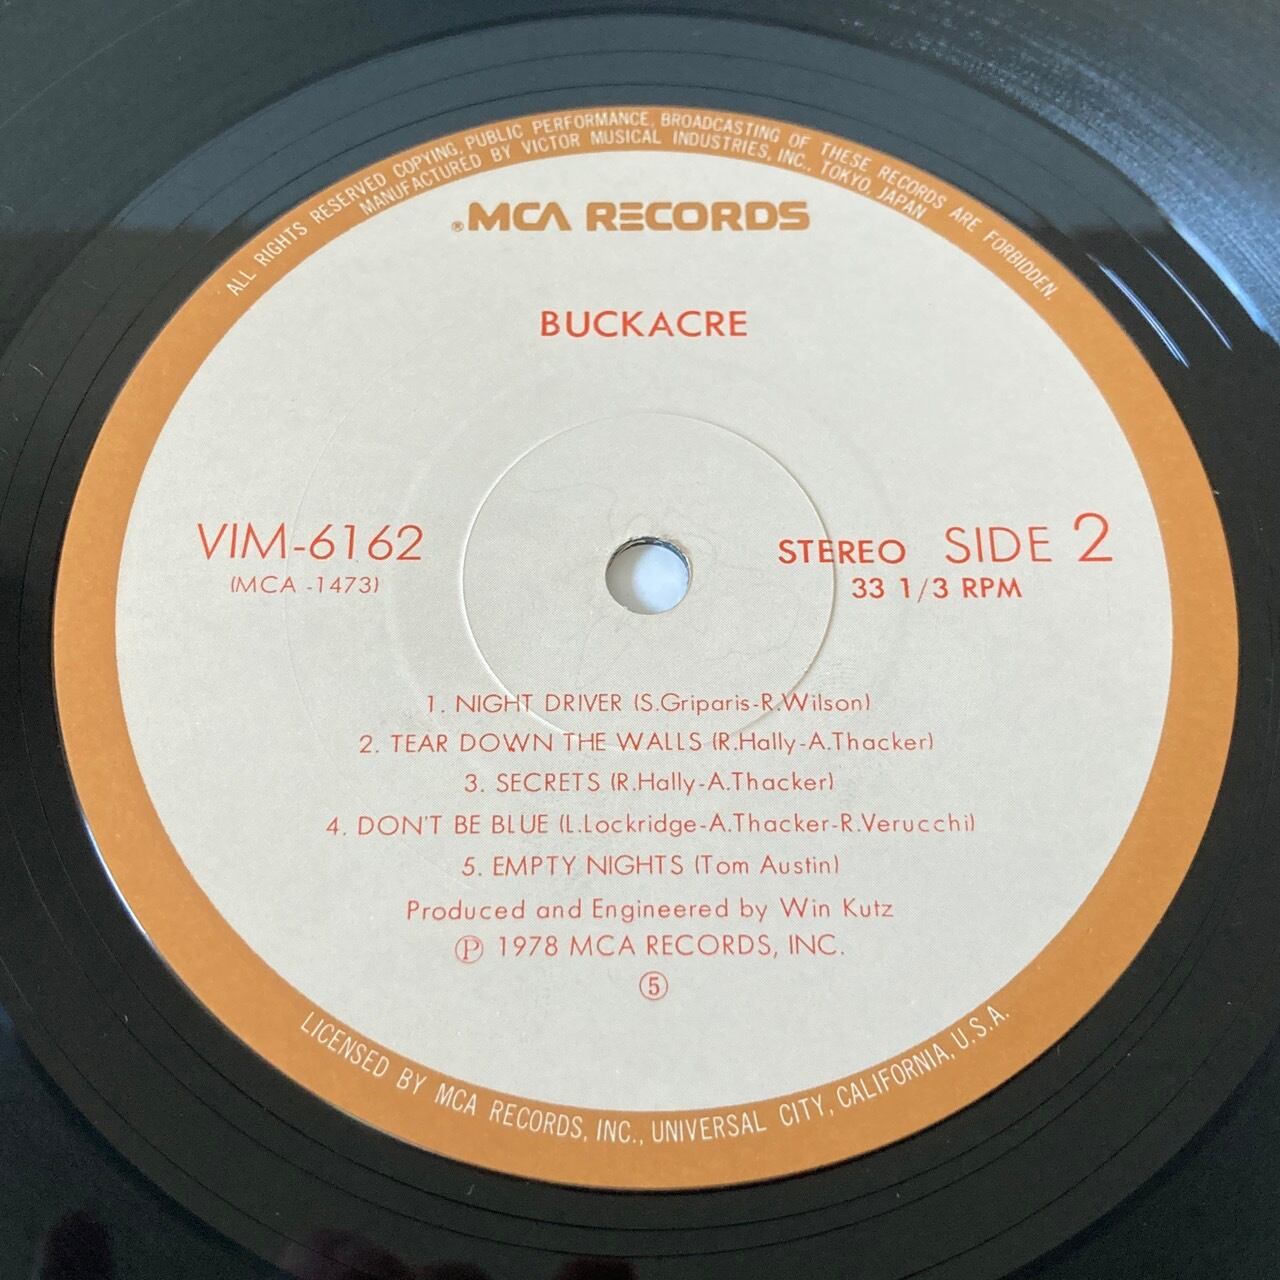 ALL RIGHTS RESERVED COPYING, PUBLIC PERFORMANCE, BROADCASTING OF THESE RECORDS ARE FORBIDDEN.
MANUFACTURED BY VICTOR MUSICAL INDUSTRIES, INC., TOKYO, JAPAN
®MCA RECORDS
BUCKACRE
VIM-6162
(MCA -1473)
STEREO SIDE 2
33 1/3 RPM
1. NIGHT DRIVER (S.Griparis-R.Wilson)
2. TEAR DOWN THE WALLS (R.Hally-A.Thacker)
3. SECRETS (R.Hally-A.Thacker)
4. DON'T BE BLUE (L.Lockridge-A.Thacker-R.Verucchi)
5. EMPTY NIGHTS (Tom Austin)
Produced and Engineered by Win Kutz
Ⓟ 1978 MCA RECORDS, INC.
⑤
LICENSED BY MCA RECORDS, INC., UNIVERSAL CITY, CALIFORNIA, U.S.A.